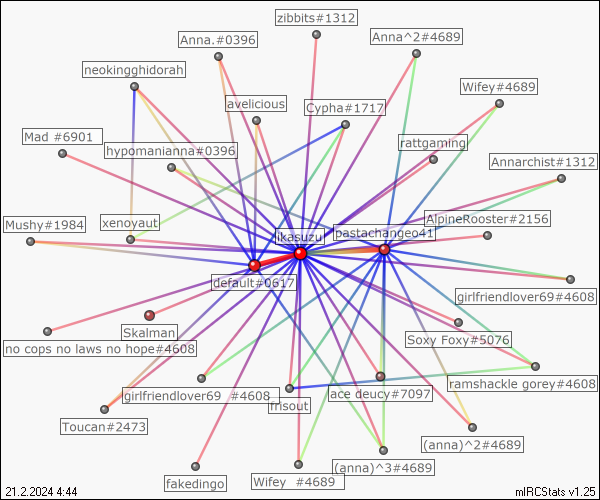 zibbits#1312
Anna.#0396
Anna^2#4689
neokingghidorah
Wifey#4689
avelicious
Cypha#1717
Mad #6901
rattgaming
hypomanianna#0396
Annarchist#1312
AlpineRooster#2156
Mushy#1984
xenoyaut
pastachangeo41
ikasuzu
default#0617
girlfriendlover69#4608
Skalman
Soxy Foxy#5076
no cops no laws no hope#4608
ramshackle gorey#4608
girlfriendlover69 #4608
ace deucy#7097
frisout
Toucan#2473
(anna)^2#4689
(anna)^3#4689
fakedingo
Wifey #4689
21.2.2024 4:44
mIRCStats v1.25